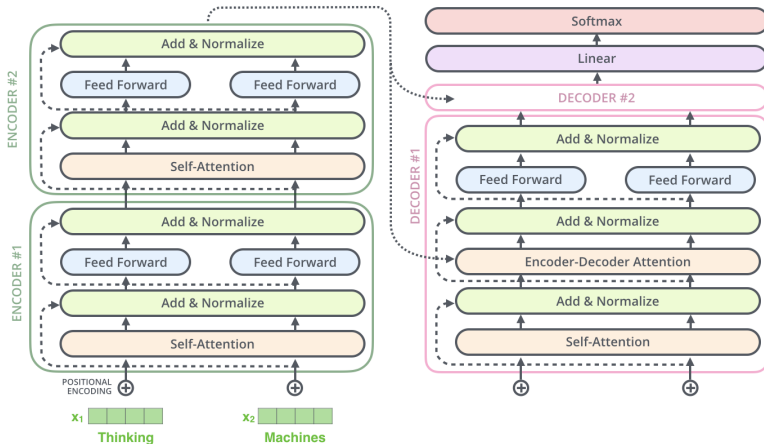 ENCODER #2
Add & Normalize
Feed Forward
Feed Forward
Add & Normalize
Self-Attention
ENCODER #1
Add & Normalize
Feed Forward
Feed Forward
Add & Normalize
Self-Attention
POSITIONAL
ENCODING
x₁
Thinking
x₂
Machines
Softmax
Linear
DECODER #2
DECODER #1
Add & Normalize
Feed Forward
Feed Forward
Add & Normalize
Encoder-Decoder Attention
Add & Normalize
Self-Attention